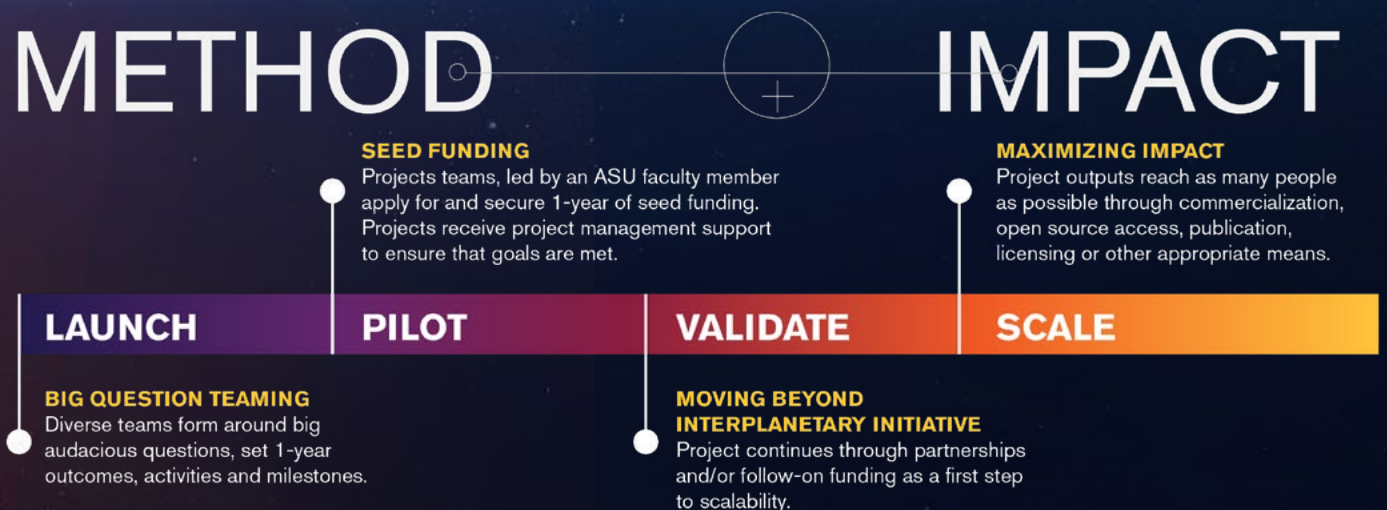 METHOD
IMPACT
SEED FUNDING
Projects teams, led by an ASU faculty member
apply for and secure 1-year of seed funding.
Projects receive project management support
to ensure that goals are met.
MAXIMIZING IMPACT
Project outputs reach as many people
as possible through commercialization,
open source access, publication,
licensing or other appropriate means.
LAUNCH
PILOT
VALIDATE
SCALE
BIG QUESTION TEAMING
Diverse teams form around big
audacious questions, set 1-year
outcomes, activities and milestones.
MOVING BEYOND
INTERPLANETARY INITIATIVE
Project continues through partnerships
and/or follow-on funding as a first step
to scalability.